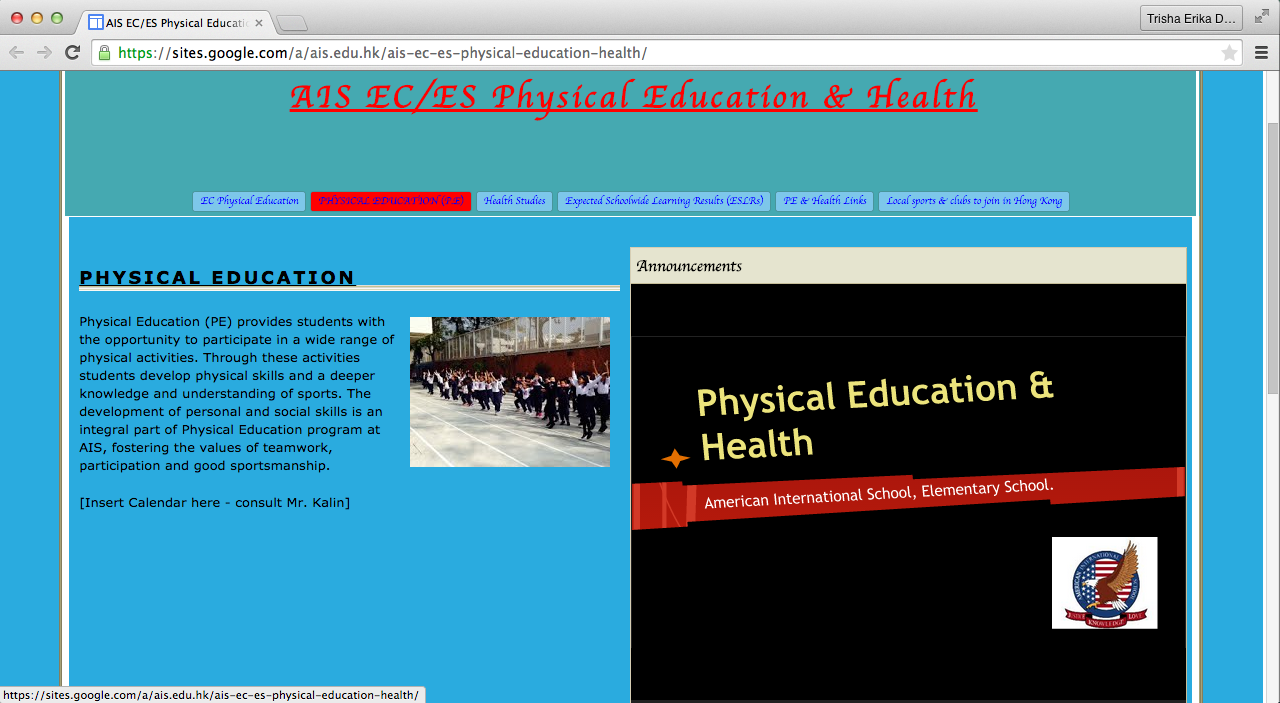 AIS EC/ES Physical Educatio
Trisha Erika D...
https://sites.google.com/a/ais.edu.hk/ais-ec-es-physical-education-health/
AIS EC/ES Physical Education & Health
EC Physical Education
PHYSICAL EDUCATION (P.E)
Health Studies
Expected Schoolwide Learning Results (ESLRs)
PE & Health Links
Local sports & clubs to join in Hong Kong
PHYSICAL EDUCATION
Physical Education (PE) provides students with
the opportunity to participate in a wide range of
physical activities. Through these activities
students develop physical skills and a deeper
knowledge and understanding of sports. The
development of personal and social skills is an
integral part of Physical Education program at
AIS, fostering the values of teamwork,
participation and good sportsmanship.
[Insert Calendar here - consult Mr. Kalin]
Announcements
Physical Education &
Health
American International School, Elementary School.
AMERICAN INTERNATIONAL SCHOOL
KNOWLEDGE
https://sites.google.com/a/ais.edu.hk/ais-ec-es-physical-education-health/